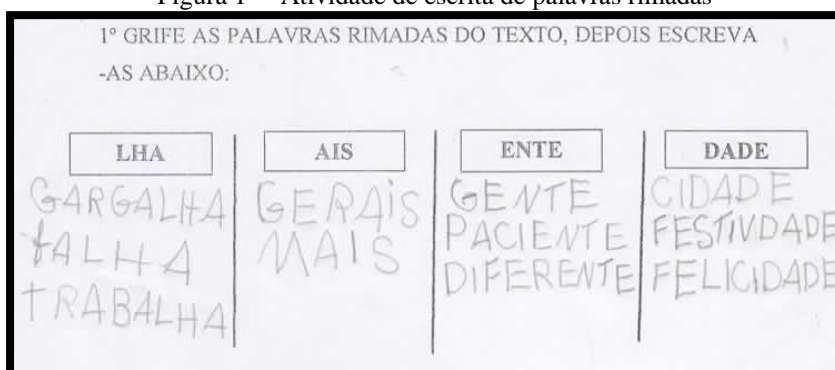 Figura 1 – Atividade de escrita de palavras rimadas
1º GRIFE AS PALAVRAS RIMADAS DO TEXTO, DEPOIS ESCREVA
-AS ABAIXO:
LHA
GARGALHA
tALHA
TRABALHA
AIS
GERAiS
MAIS
ENTE
GENTE
PACIENTE
DIFERENTE
DADE
CIDADE
FESTIVDADE
FELICIDADE